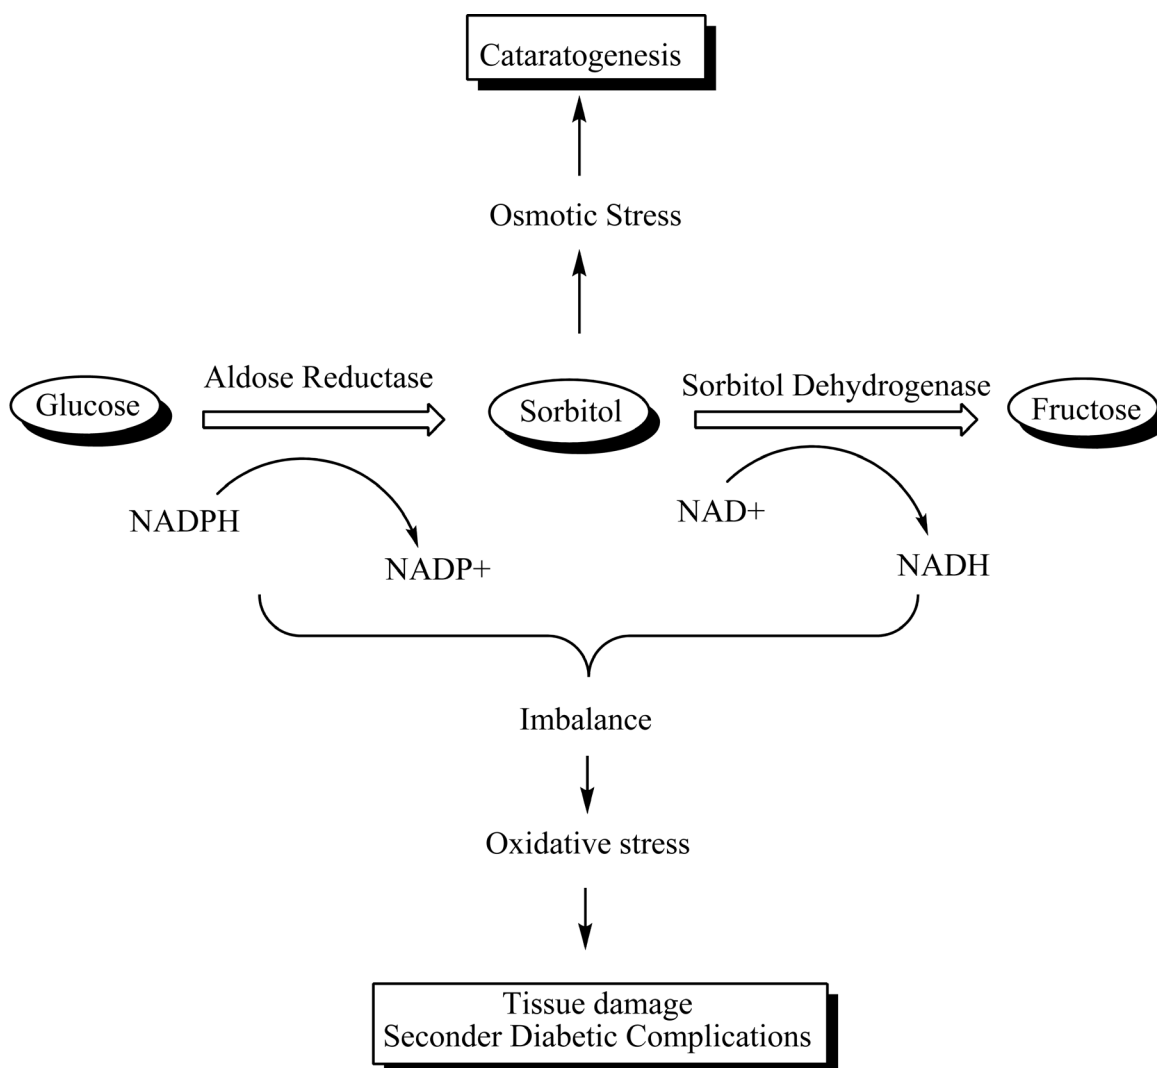 Cataratogenesis
Osmotic Stress
Aldose Reductase
Sorbitol Dehydrogenase
Glucose
Sorbitol
Fructose
NADPH
NADP+
NAD+
NADH
Imbalance
Oxidative stress
Tissue damage
Seconder Diabetic Complications